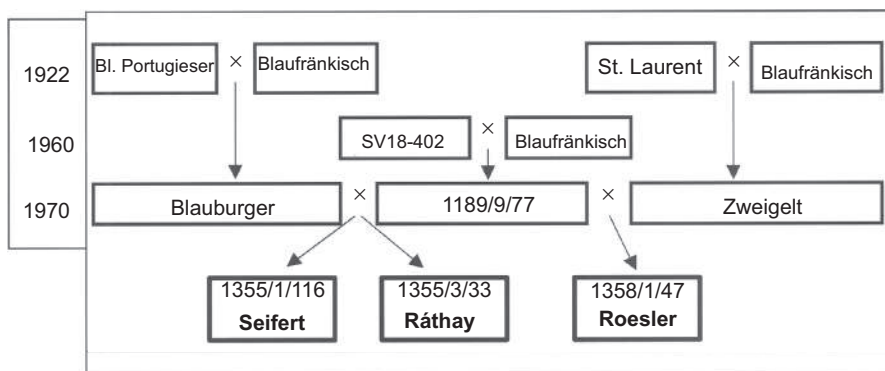 1922
Bl. Portugieser × Blaufränkisch
St. Laurent × Blaufränkisch
1960
SV18-402 × Blaufränkisch
1970
Blauburger × 1189/9/77 × Zweigelt
1355/1/116
Seifert
1355/3/33
Ráthay
1358/1/47
Roesler